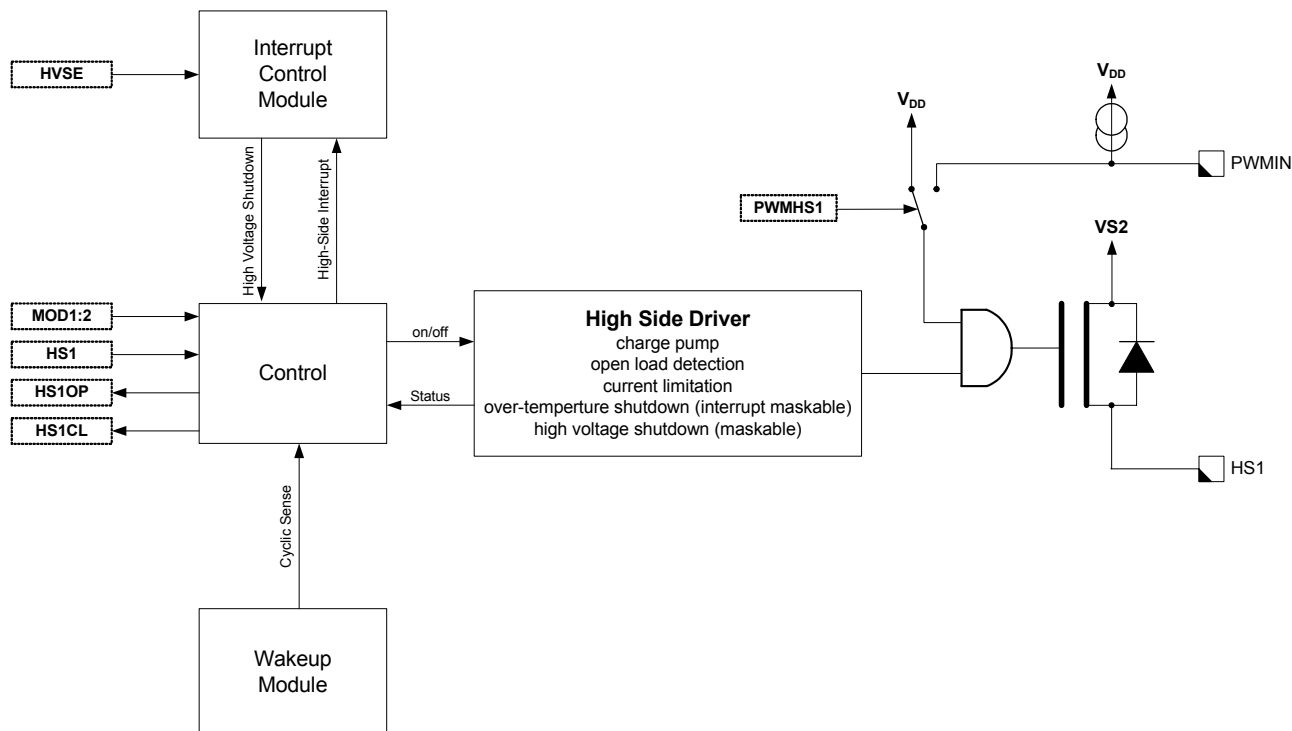 Interrupt
Control
Module
HVSE
High Voltage Shutdown
High-Side Interrupt
MOD1:2
HS1
HS1OP
HS1CL
Control
on/off
Status
High Side Driver
charge pump
open load detection
current limitation
over-temperture shutdown (interrupt maskable)
high voltage shutdown (maskable)
Cyclic Sense
Wakeup
Module
VDD
VDD
PWMIN
PWMHS1
VS2
HS1